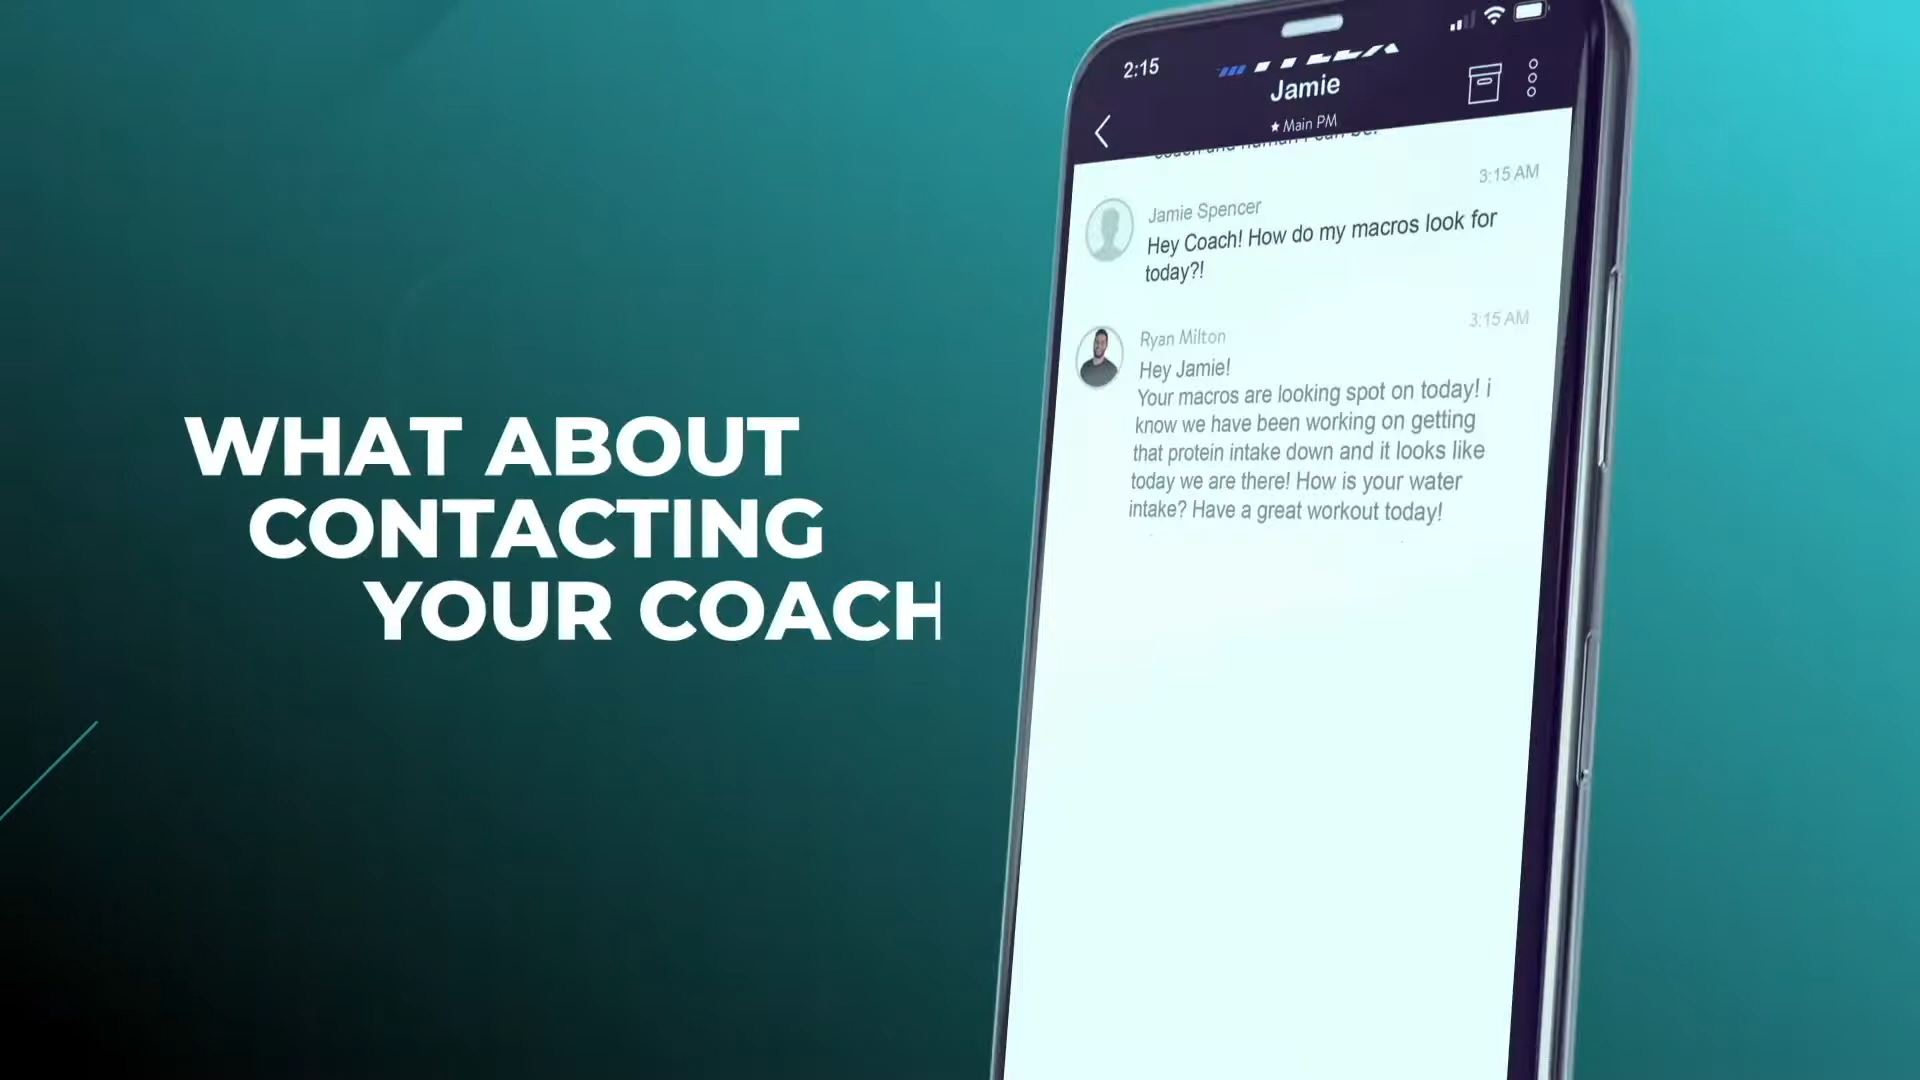 WHAT ABOUT
CONTACTING
YOUR COACH
2:15
Jamie
★ Main PM
3:15 AM
Jamie Spencer
Hey Coach! How do my macros look for
today?!
3:15 AM
Ryan Milton
Hey Jamie!
Your macros are looking spot on today! i
know we have been working on getting
that protein intake down and it looks like
today we are there! How is your water
intake? Have a great workout today!